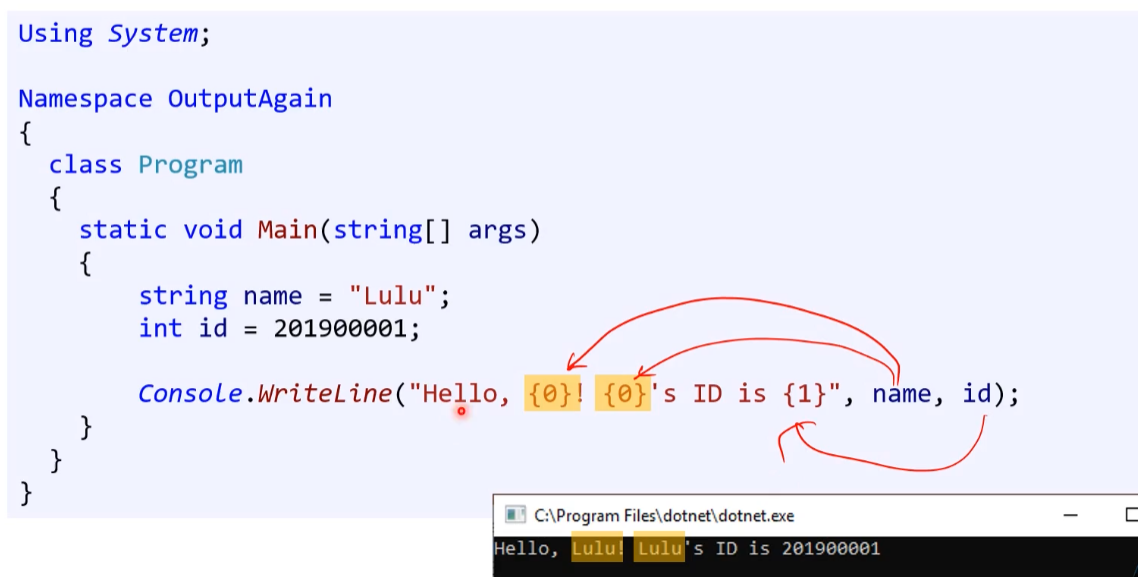 Using System;
Namespace OutputAgain
{
class Program
{
static void Main(string[] args)
{
string name = "Lulu";
int id = 201900001;
Console.WriteLine("Hello, {0}! {0}'s ID is {1}", name, id);
}
}
}
C:\Program Files\dotnet\dotnet.exe
Hello, Lulu! Lulu's ID is 201900001